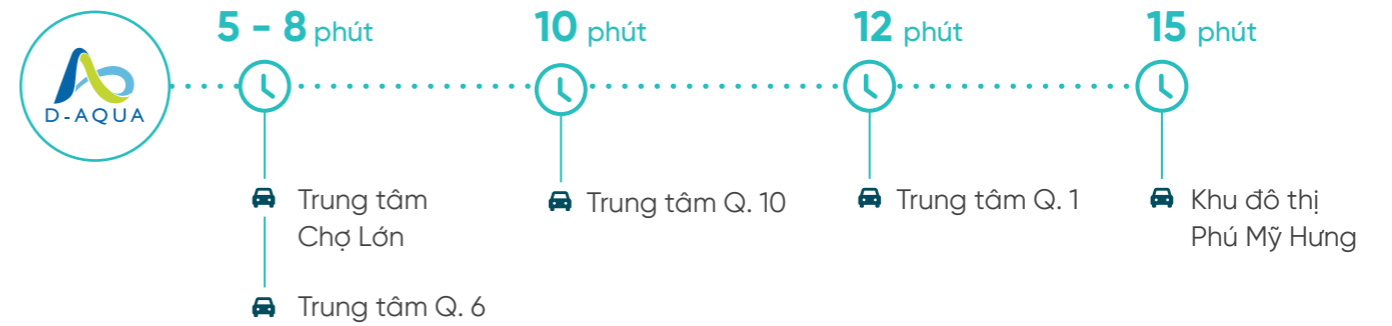 D-AQUA
5 - 8 phút
Trung tâm
Chợ Lớn
Trung tâm Q. 6
10 phút
Trung tâm Q. 10
12 phút
Trung tâm Q. 1
15 phút
Khu đô thị
Phú Mỹ Hưng